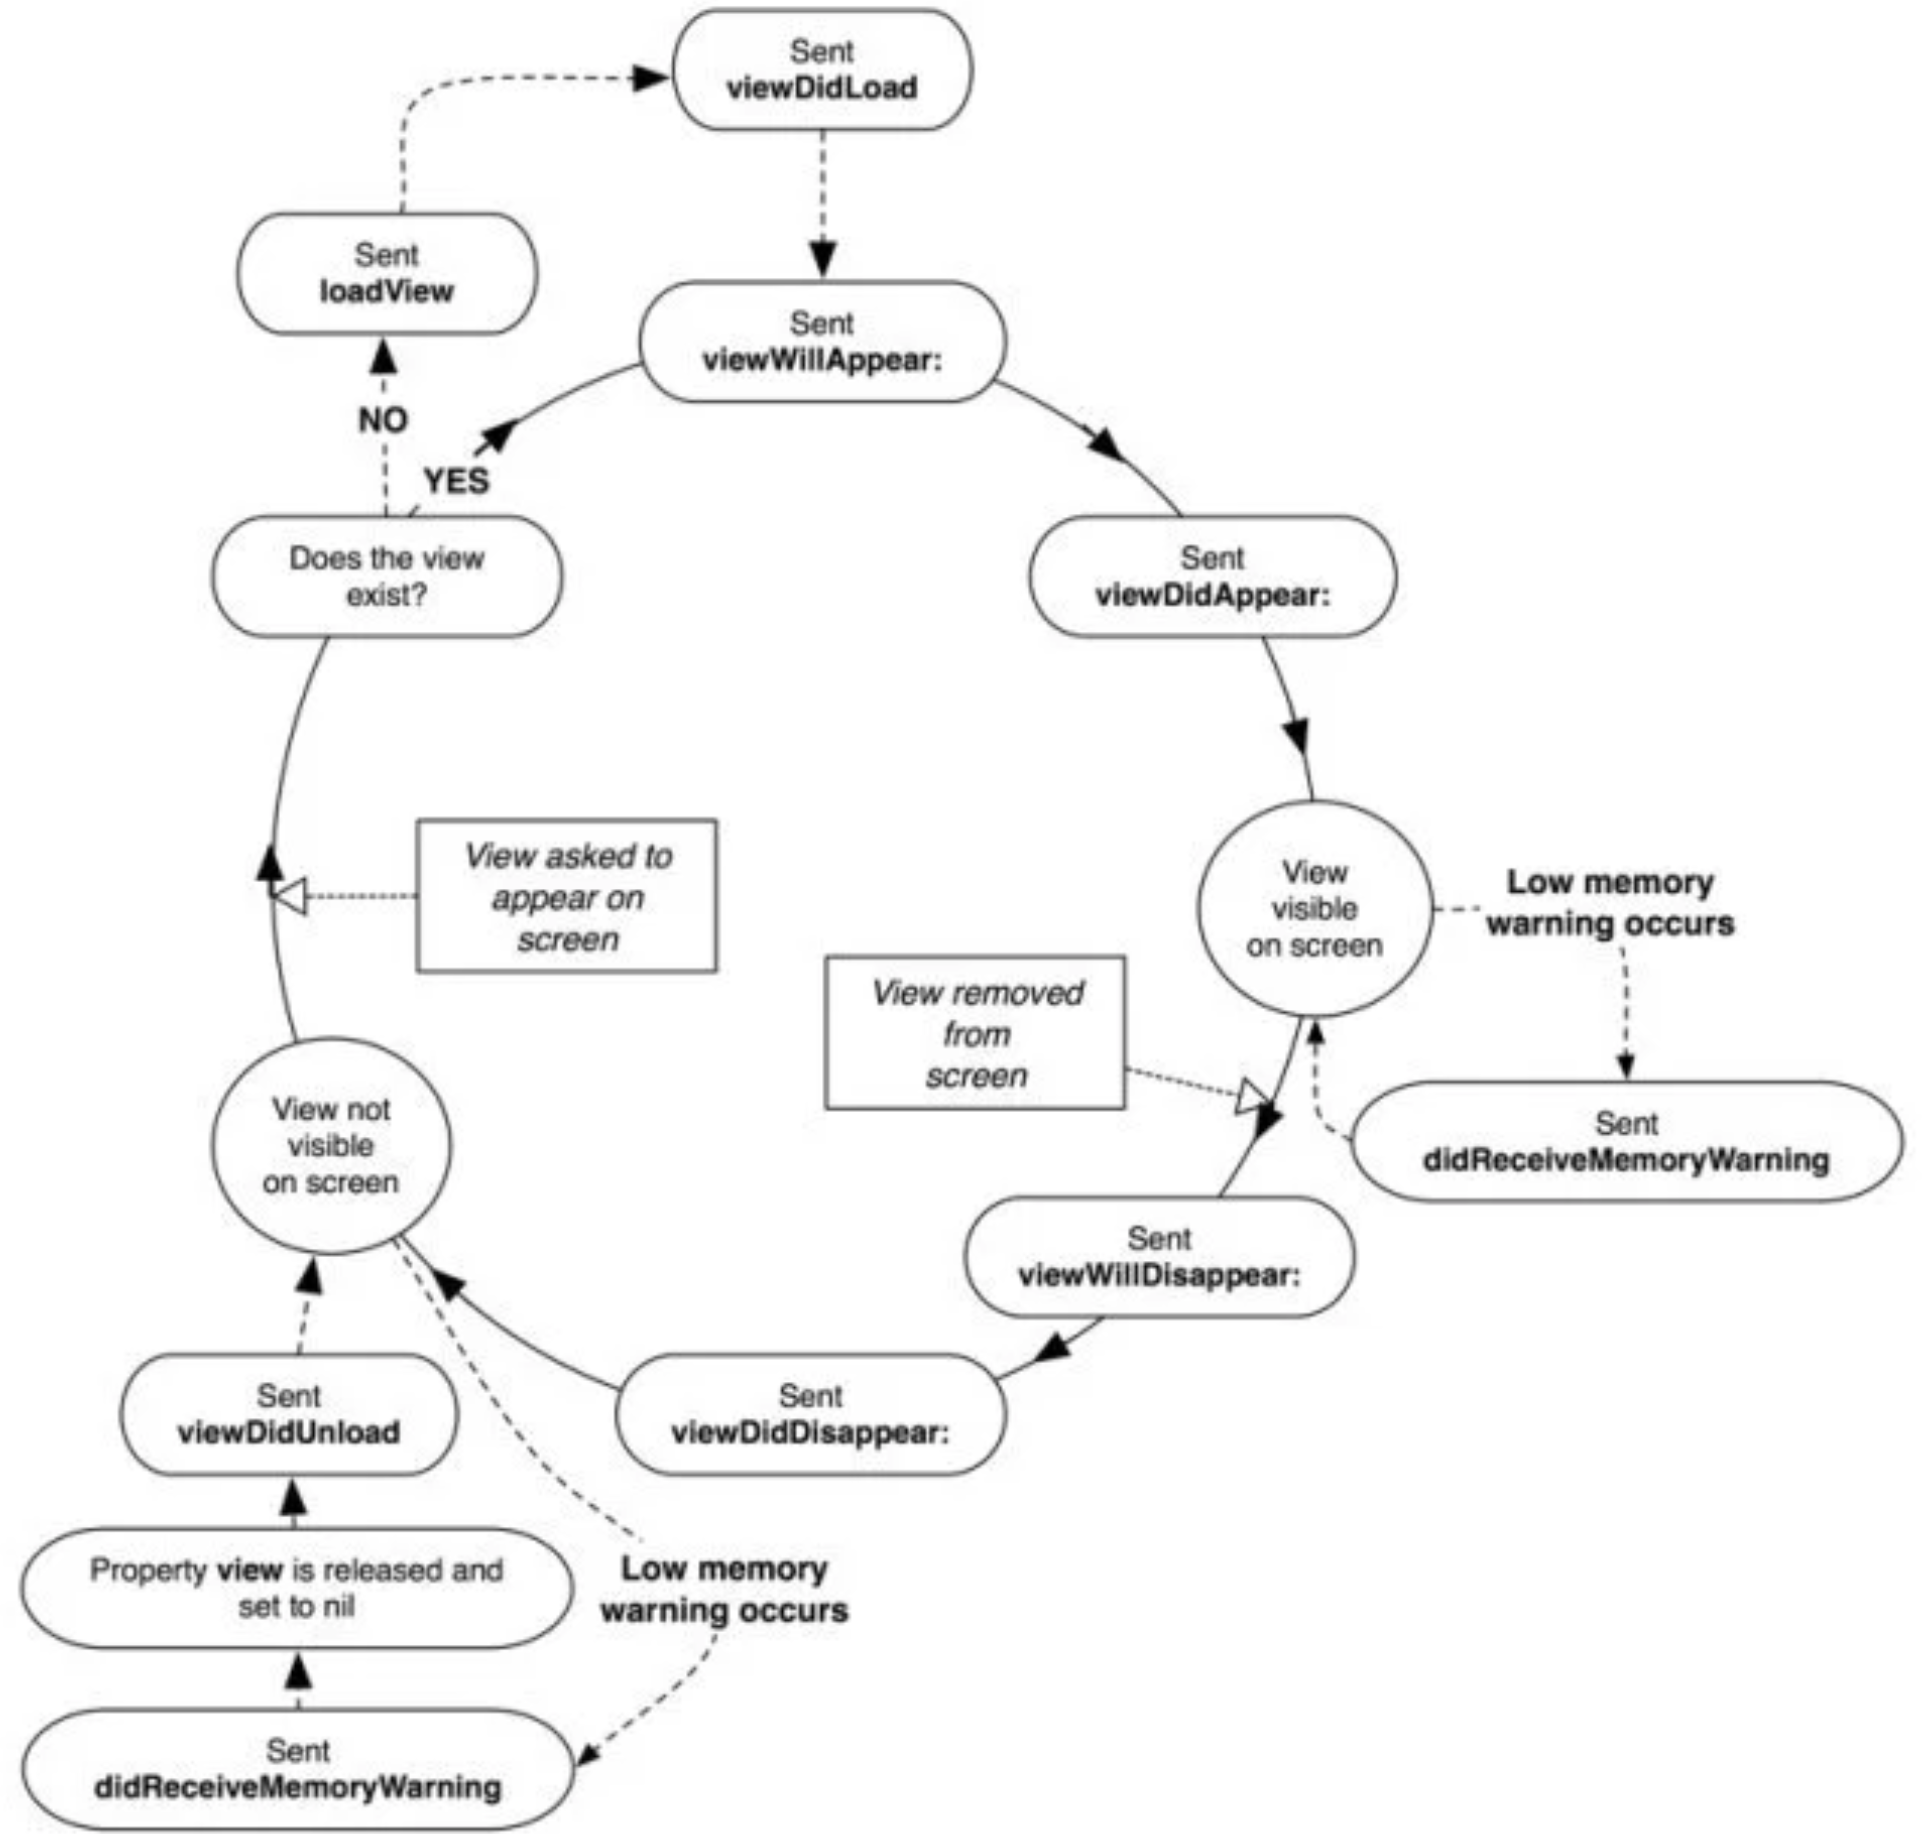 Sent
viewDidLoad
Sent
loadView
Sent
viewWillAppear:
NO
YES
Does the view
exist?
Sent
viewDidAppear:
View asked to
appear on
screen
View
visible
on screen
Low memory
warning occurs
View removed
from
screen
View not
visible
on screen
Sent
didReceiveMemoryWarning
Sent
viewWillDisappear:
Sent
viewDidUnload
Sent
viewDidDisappear:
Property view is released and
set to nil
Low memory
warning occurs
Sent
didReceiveMemoryWarning